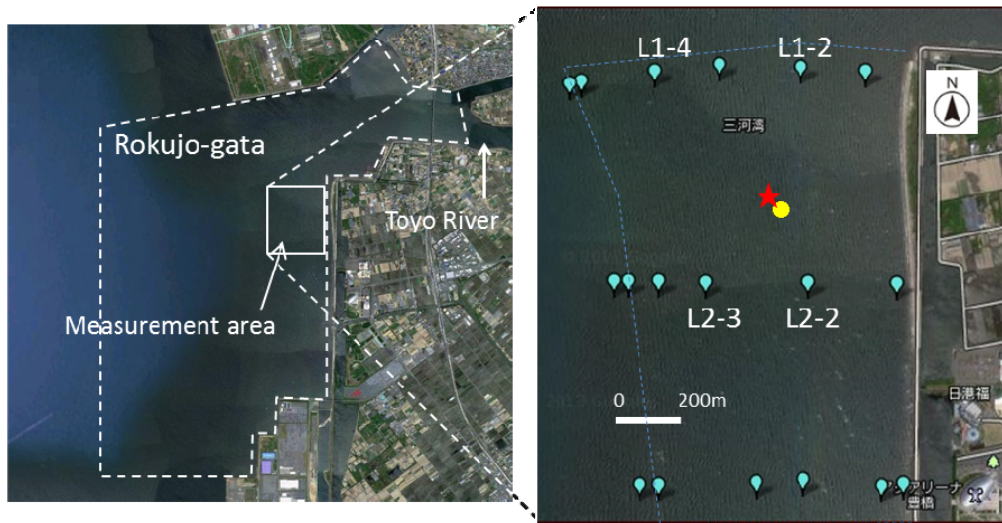 Rokujo-gata
Toyo River
Measurement area
L1-4
L1-2
N
三河湾
L2-3
L2-2
0 200m
日港福
アリーナ
豊橋